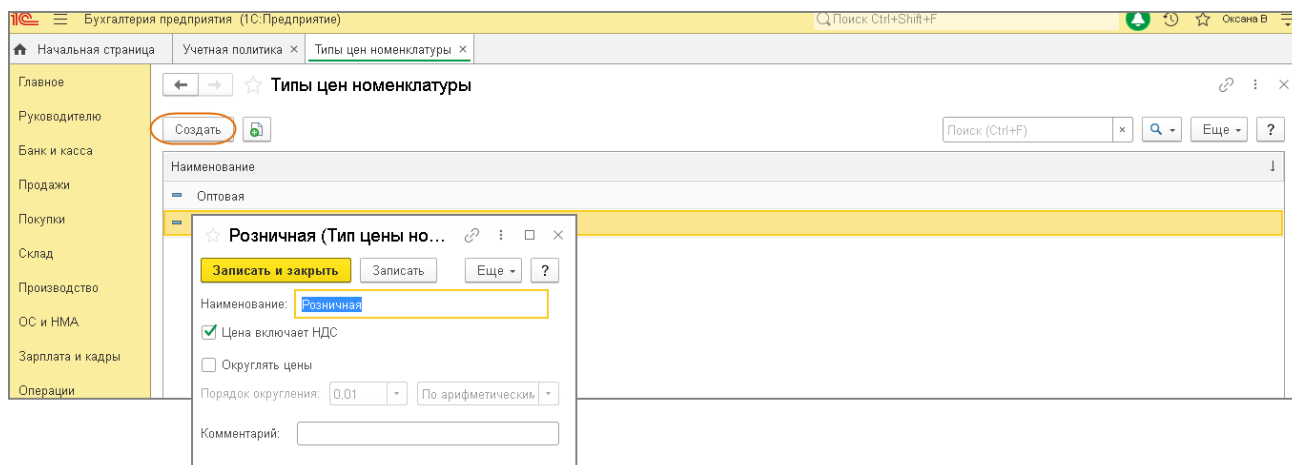 1С Бухгалтерия предприятия (1С:Предприятие) Поиск Ctrl+Shift+F Оксана В
Начальная страница Учетная политика × Типы цен номенклатуры ×
Главное
Руководителю
Банк и касса
Продажи
Покупки
Склад
Производство
ОС и НМА
Зарплата и кадры
Операции
Типы цен номенклатуры
Создать Поиск (Ctrl+F) × Еще ?
Наименование
Оптовая
Розничная (Тип цены но...
Записать и закрыть Записать Еще ?
Наименование: Розничная
Цена включает НДС
Округлять цены
Порядок округления: 0.01 По арифметическим
Комментарий: